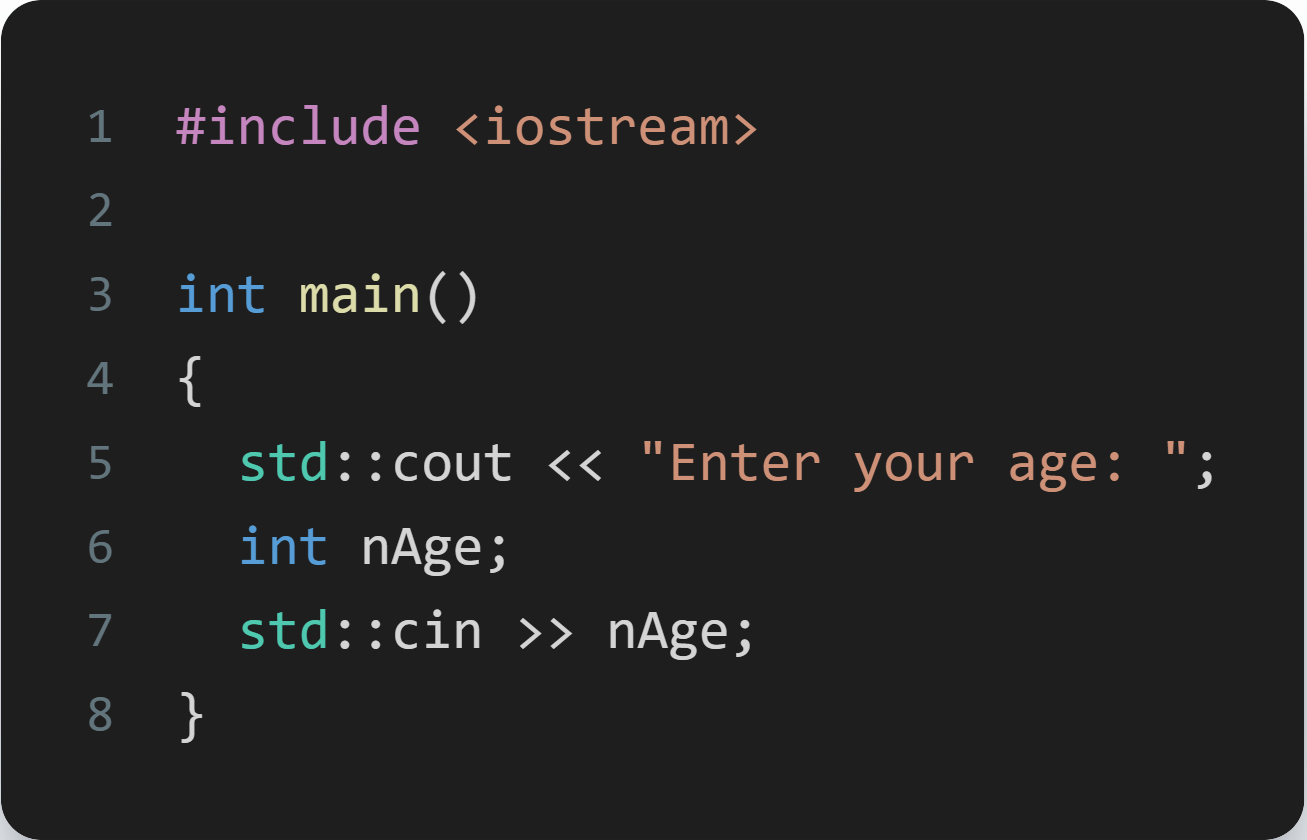 1 #include <iostream>
2
3 int main()
4 {
5   std::cout << "Enter your age: ";
6   int nAge;
7   std::cin >> nAge;
8 }